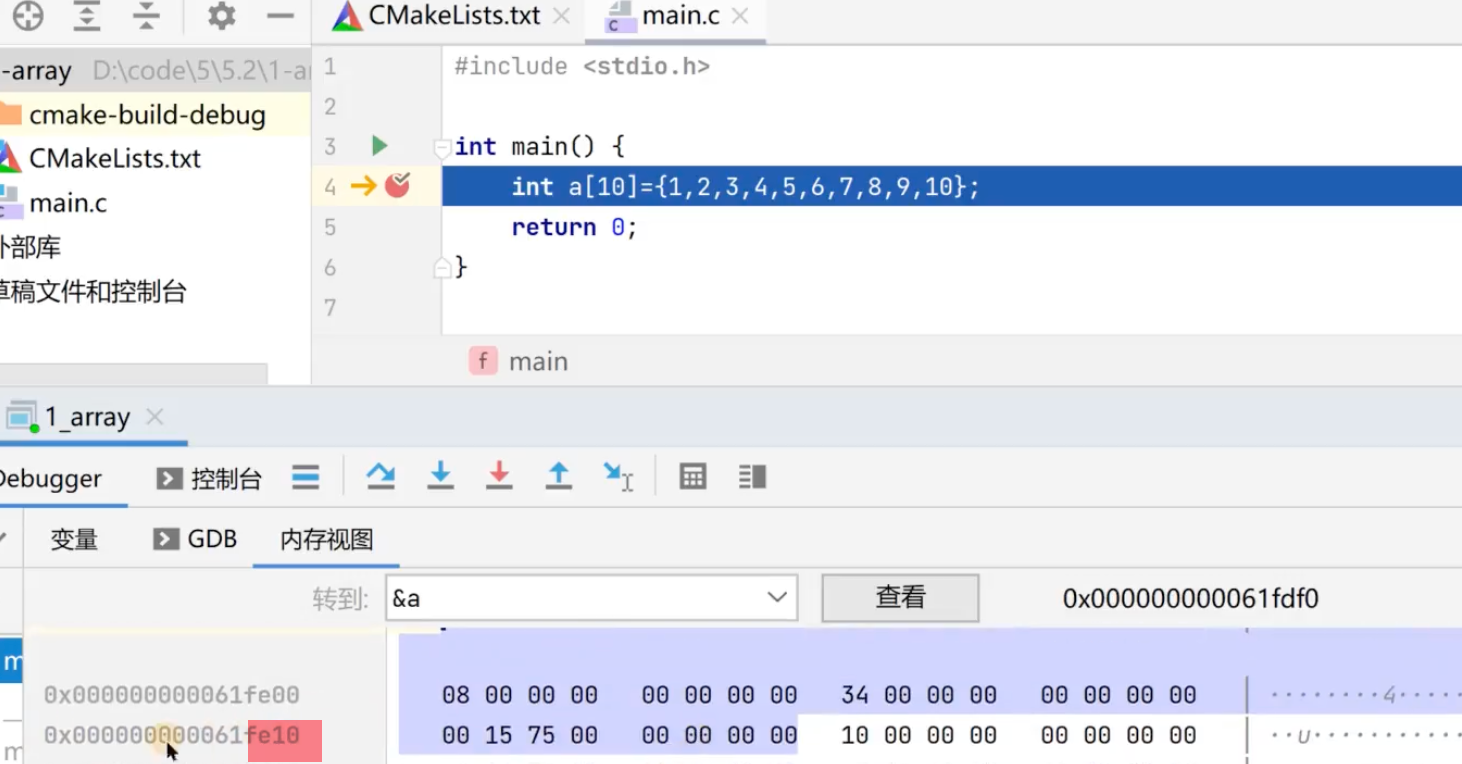 CMakeLists.txt main.c
-array D:\code\5\5.2\1-ar
cmake-build-debug
CMakeLists.txt
main.c
外部库
草稿文件和控制台
1 #include <stdio.h>
2
3 int main() {
4 int a[10]={1,2,3,4,5,6,7,8,9,10};
5 return 0;
6 }
7
f main
1_array
Debugger 控制台
变量 GDB 内存视图
转到: &a 查看 0x000000000061fdf0
0x000000000061fe00 08 00 00 00 00 00 00 00 34 00 00 00 00 00 00 00 ········4·····
0x000000000061fe10 00 15 75 00 00 00 00 00 10 00 00 00 00 00 00 00 ··u···········